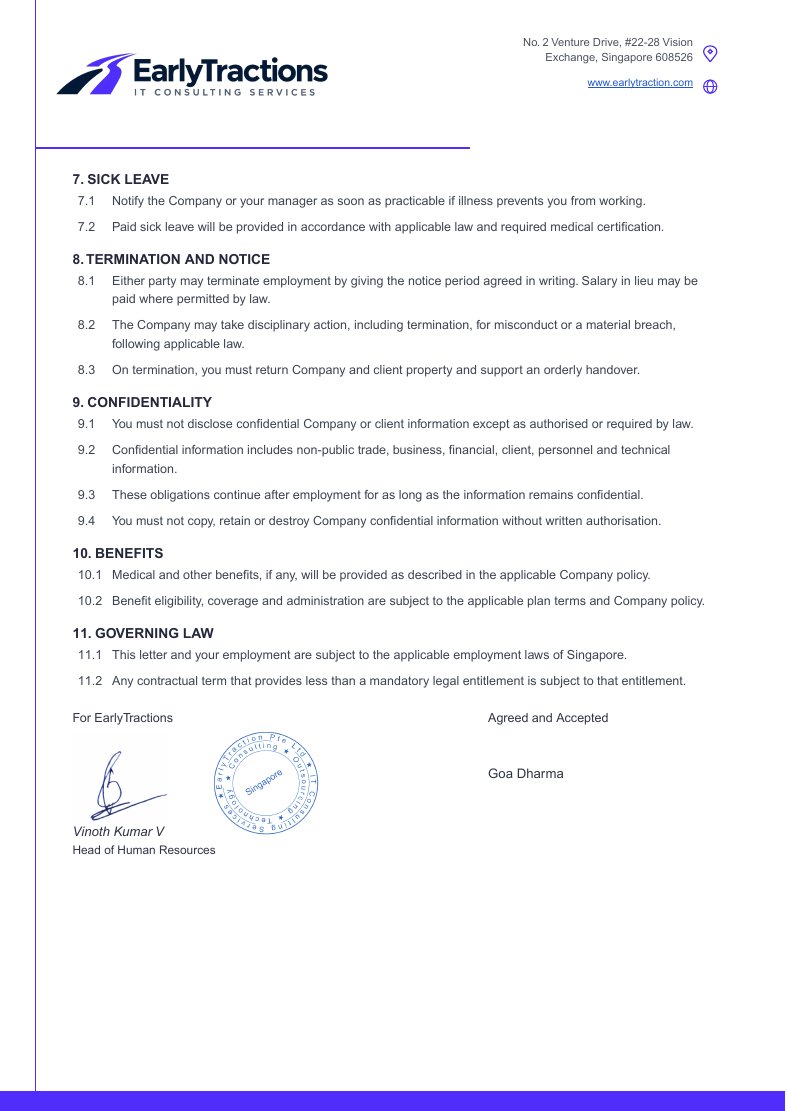 EarlyTractions
IT CONSULTING SERVICES
No. 2 Venture Drive, #22-28 Vision
Exchange, Singapore 608526
www.earlytraction.com
7. SICK LEAVE
7.1 Notify the Company or your manager as soon as practicable if illness prevents you from working.
7.2 Paid sick leave will be provided in accordance with applicable law and required medical certification.
8. TERMINATION AND NOTICE
8.1 Either party may terminate employment by giving the notice period agreed in writing. Salary in lieu may be
paid where permitted by law.
8.2 The Company may take disciplinary action, including termination, for misconduct or a material breach,
following applicable law.
8.3 On termination, you must return Company and client property and support an orderly handover.
9. CONFIDENTIALITY
9.1 You must not disclose confidential Company or client information except as authorised or required by law.
9.2 Confidential information includes non-public trade, business, financial, client, personnel and technical
information.
9.3 These obligations continue after employment for as long as the information remains confidential.
9.4 You must not copy, retain or destroy Company confidential information without written authorisation.
10. BENEFITS
10.1 Medical and other benefits, if any, will be provided as described in the applicable Company policy.
10.2 Benefit eligibility, coverage and administration are subject to the applicable plan terms and Company policy.
11. GOVERNING LAW
11.1 This letter and your employment are subject to the applicable employment laws of Singapore.
11.2 Any contractual term that provides less than a mandatory legal entitlement is subject to that entitlement.
For EarlyTractions
Agreed and Accepted
★ EarlyTraction Pte Ltd ★ IT Consulting Services
★ Consulting ★ Outsourcing ★ Technology
Singapore
Goa Dharma
Vinoth Kumar V
Head of Human Resources